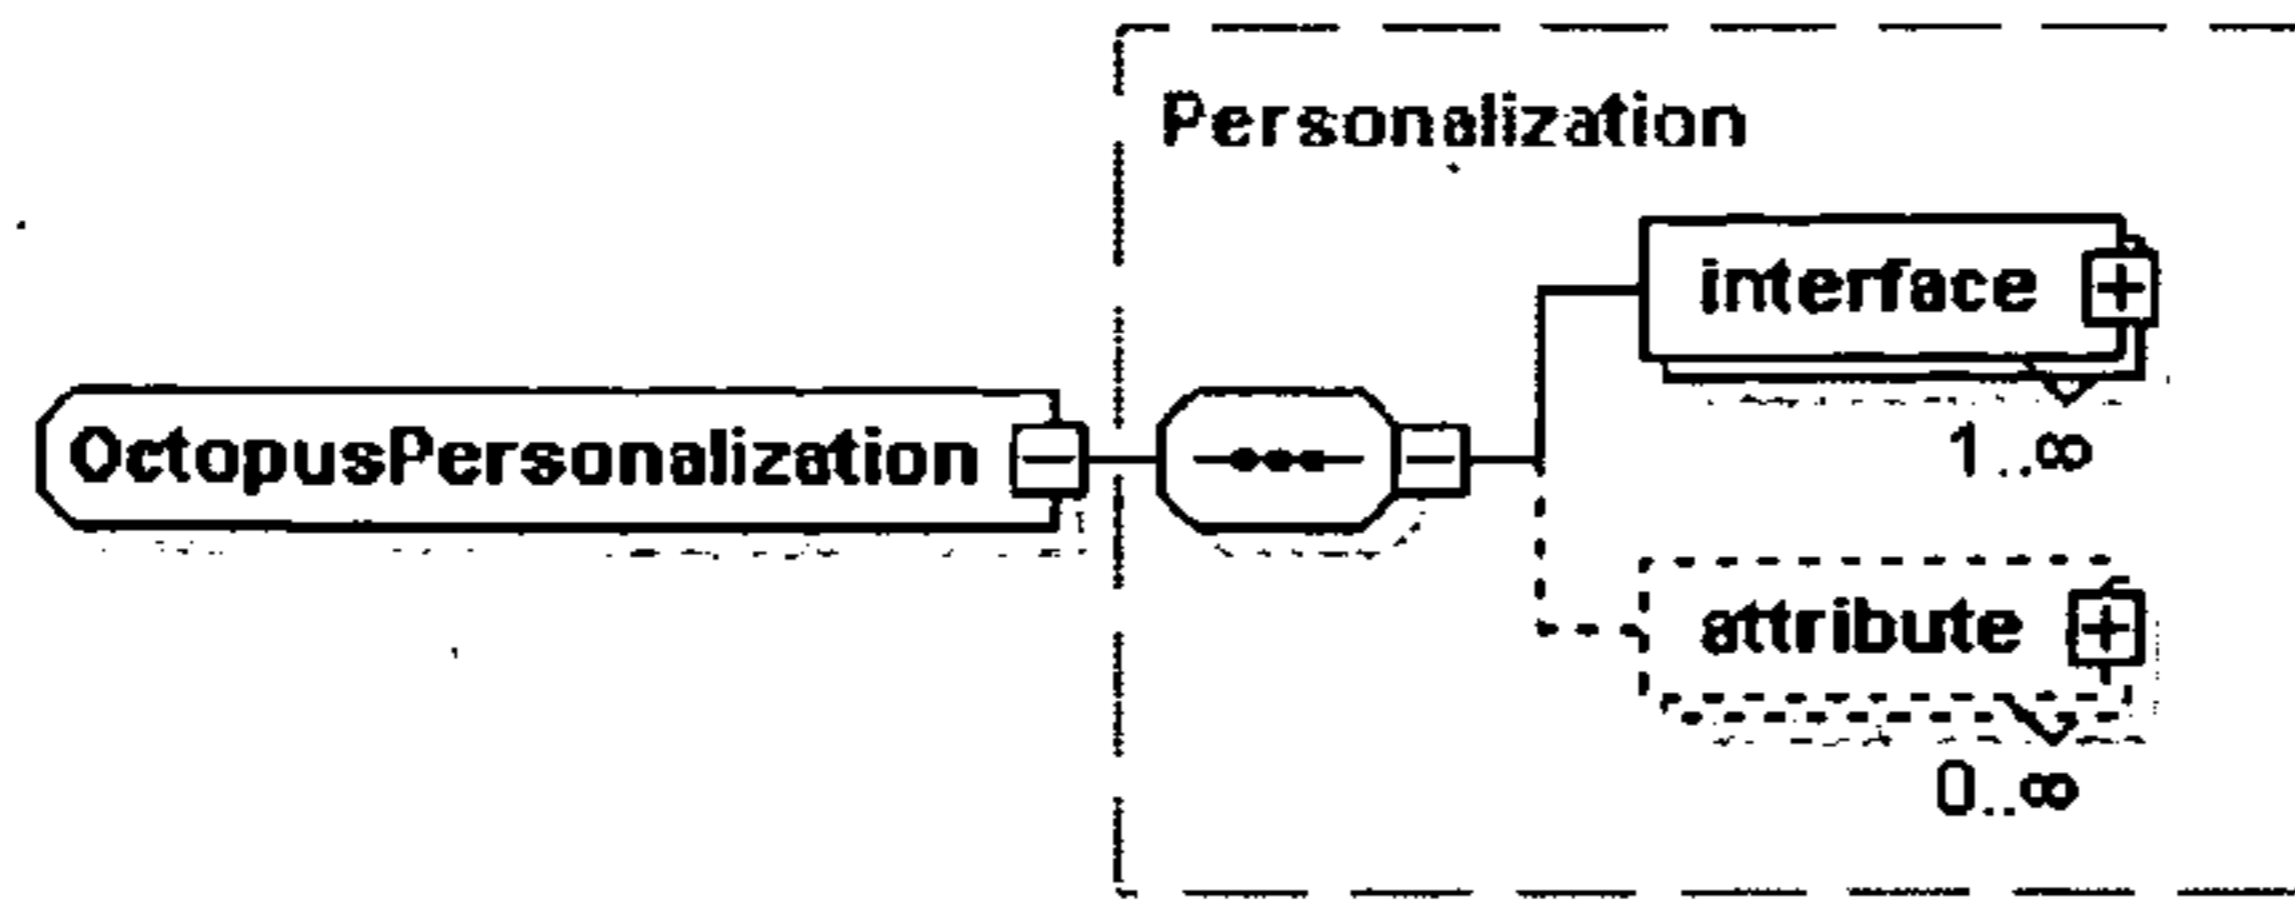 Personalization
interface
1..∞
OctopusPersonalization
attribute
0..∞